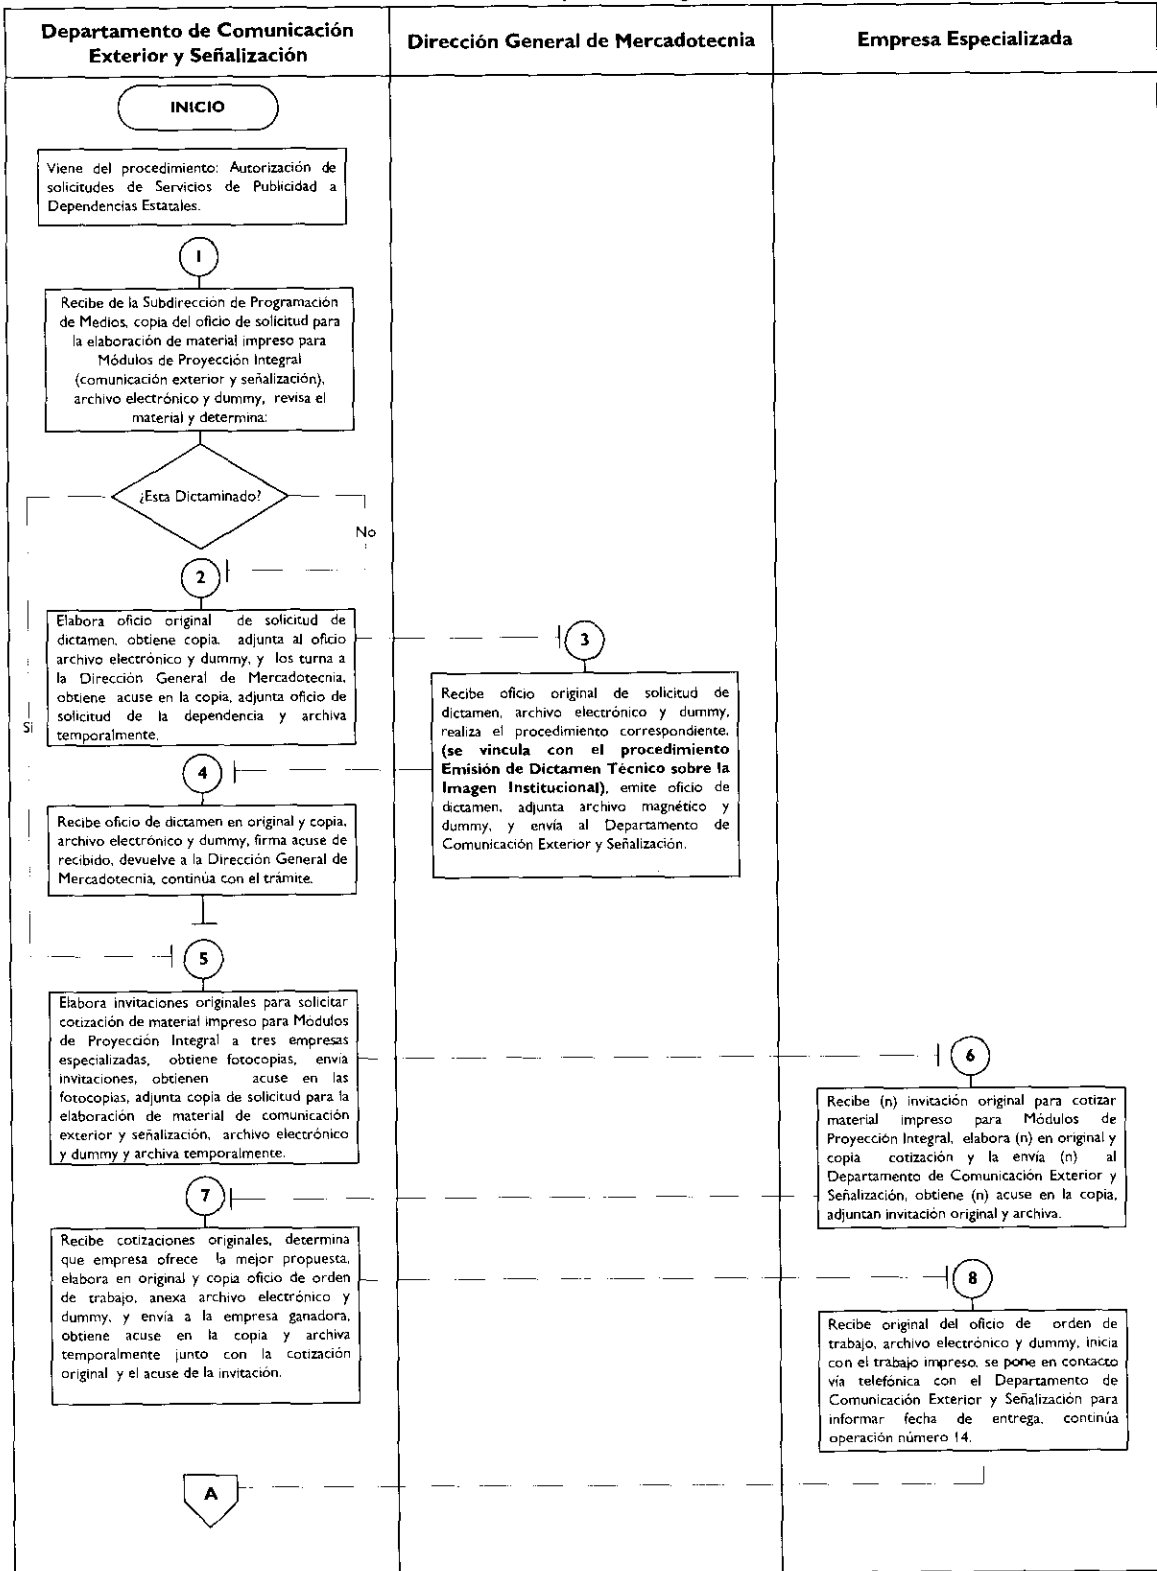 Departamento de Comunicación
Exterior y Señalización
Dirección General de Mercadotecnia
Empresa Especializada
INICIO
Viene del procedimiento: Autorización de
solicitudes de Servicios de Publicidad a
Dependencias Estatales.
1
Recibe de la Subdirección de Programación
de Medios, copia del oficio de solicitud para
la elaboración de material impreso para
Módulos de Proyección Integral
(comunicación exterior y señalización),
archivo electrónico y dummy, revisa el
material y determina:
¿Esta Dictaminado?
No
Si
2
Elabora oficio original de solicitud de
dictamen, obtiene copia, adjunta al oficio
archivo electrónico y dummy, y los turna a
la Dirección General de Mercadotecnia,
obtiene acuse en la copia, adjunta oficio de
solicitud de la dependencia y archiva
temporalmente.
3
Recibe oficio original de solicitud de
dictamen, archivo electrónico y dummy,
realiza el procedimiento correspondiente.
(se vincula con el procedimiento
Emisión de Dictamen Técnico sobre la
Imagen Institucional), emite oficio de
dictamen, adjunta archivo magnético y
dummy, y envía al Departamento de
Comunicación Exterior y Señalización.
4
Recibe oficio de dictamen en original y copia,
archivo electrónico y dummy, firma acuse de
recibido, devuelve a la Dirección General de
Mercadotecnia, continúa con el trámite.
5
Elabora invitaciones originales para solicitar
cotización de material impreso para Módulos
de Proyección Integral a tres empresas
especializadas, obtiene fotocopias, envía
invitaciones, obtienen acuse en las
fotocopias, adjunta copia de solicitud para la
elaboración de material de comunicación
exterior y señalización, archivo electrónico
y dummy y archiva temporalmente.
6
Recibe (n) invitación original para cotizar
material impreso para Módulos de
Proyección Integral, elabora (n) en original y
copia cotización y la envía (n) al
Departamento de Comunicación Exterior y
Señalización, obtiene (n) acuse en la copia,
adjuntan invitación original y archiva.
7
Recibe cotizaciones originales, determina
que empresa ofrece la mejor propuesta,
elabora en original y copia oficio de orden
de trabajo, anexa archivo electrónico y
dummy, y envía a la empresa ganadora,
obtiene acuse en la copia y archiva
temporalmente junto con la cotización
original y el acuse de la invitación.
8
Recibe original del oficio de orden de
trabajo, archivo electrónico y dummy, inicia
con el trabajo impreso, se pone en contacto
vía telefónica con el Departamento de
Comunicación Exterior y Señalización para
informar fecha de entrega, continúa
operación número 14.
A